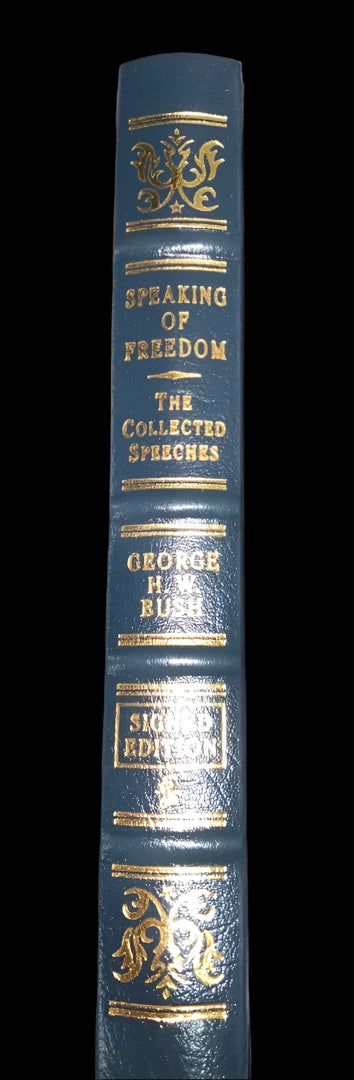 SPEAKING
OF
FREEDOM
THE
COLLECTED
SPEECHES
GEORGE
H W
BUSH
SIGNED
EDITION